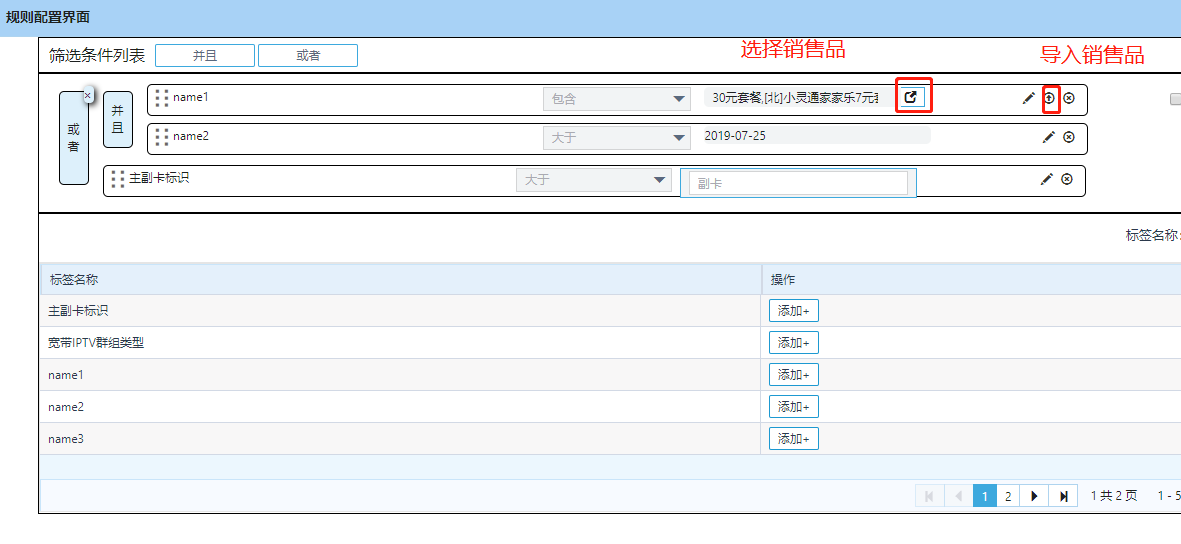 规则配置界面
筛选条件列表 并且 或者 选择销售品 导入销售品
或者 并且 name1 包含 30元套餐,[北]小灵通家家乐7元套
name2 大于 2019-07-25
主副卡标识 大于 副卡
标签名称:
标签名称 操作
主副卡标识 添加+
宽带IPTV群组类型 添加+
name1 添加+
name2 添加+
name3 添加+
1 2 1 共 2 页 1 - 5